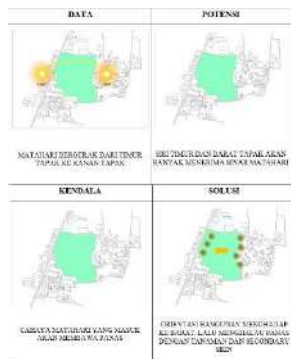 DATA
POTENSI
MATAHARI BERGERAK DARI TIMUR
TAPAK KE KANAN TAPAK
SISI TIMUR DAN BARAT TAPAK AKAN
BANYAK MENERIMA SINAR MATAHARI
KENDALA
SOLUSI
CAHAYA MATAHARI YANG MASUK
AKAN MEMBAWA PANAS
ORIENTASI BANGUNAN MENGHADAP
KE BARAT, LALU MENGHALAU PANAS
DENGAN TANAMAN DAN SECONDARY
SKIN